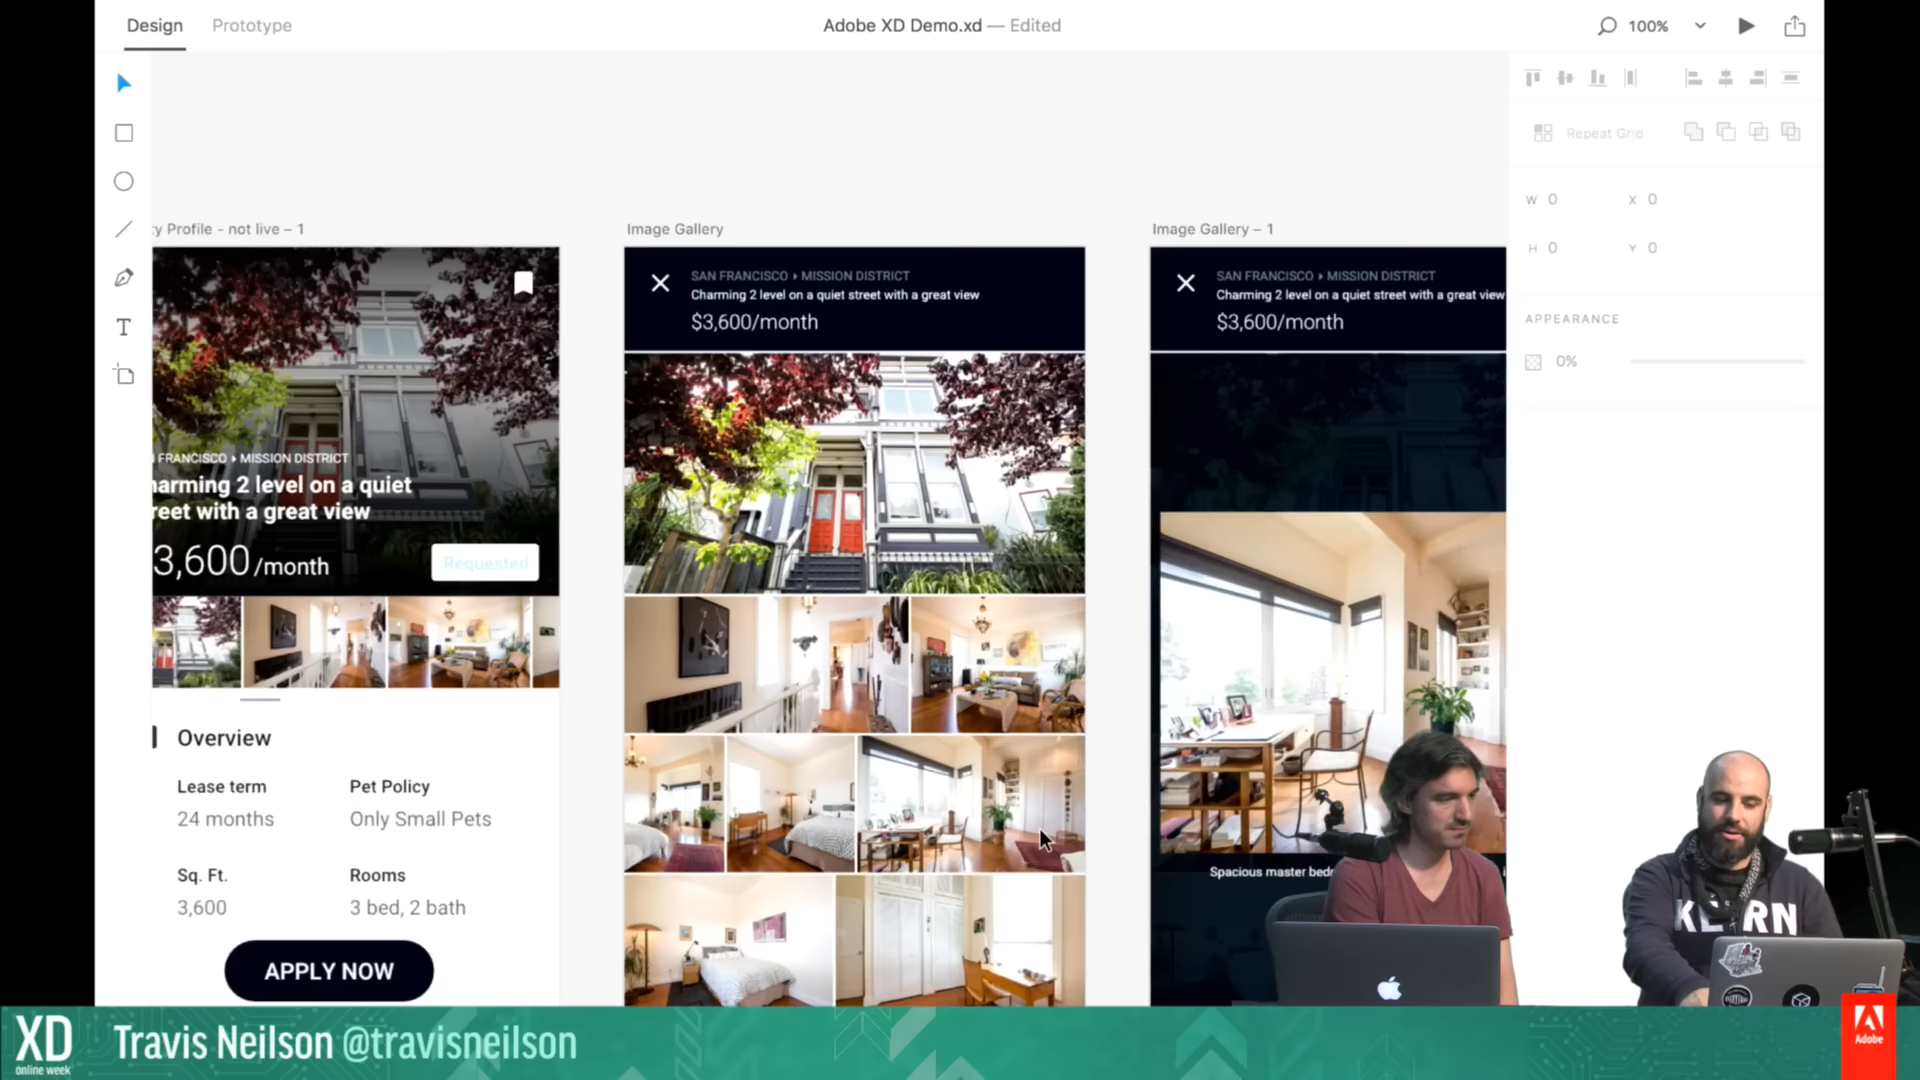 Design
Prototype
Adobe XD Demo.xd — Edited
100%
Repeat Grid
W 0
X 0
H 0
Y 0
APPEARANCE
0%
y Profile - not live – 1
FRANCISCO ▸ MISSION DISTRICT
harming 2 level on a quiet
reet with a great view
3,600/month
Requested
Overview
Lease term
24 months
Pet Policy
Only Small Pets
Sq. Ft.
3,600
Rooms
3 bed, 2 bath
APPLY NOW
Image Gallery
SAN FRANCISCO ▸ MISSION DISTRICT
Charming 2 level on a quiet street with a great view
$3,600/month
Image Gallery – 1
SAN FRANCISCO ▸ MISSION DISTRICT
Charming 2 level on a quiet street with a great view
$3,600/month
Spacious master bedr
XD
online week
Travis Neilson @travisneilson
Adobe